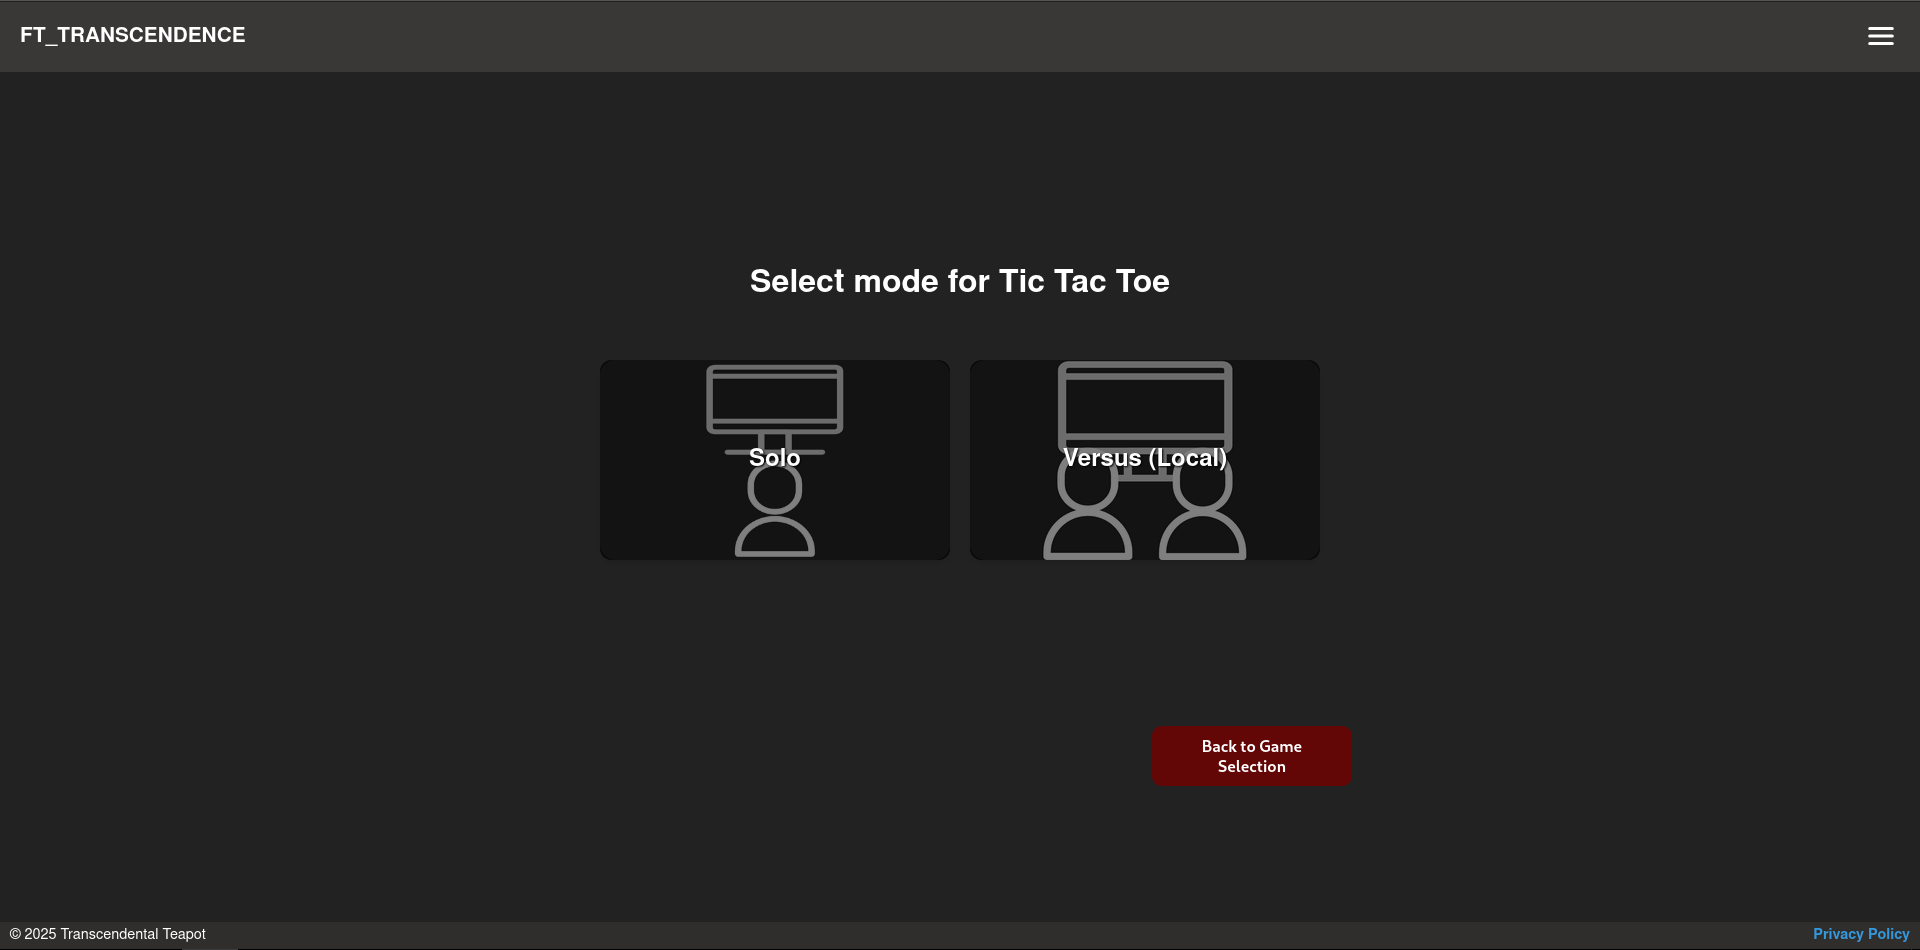 FT_TRANSCENDENCE
Select mode for Tic Tac Toe
Solo
Versus (Local)
Back to Game
Selection
© 2025 Transcendental Teapot
Privacy Policy